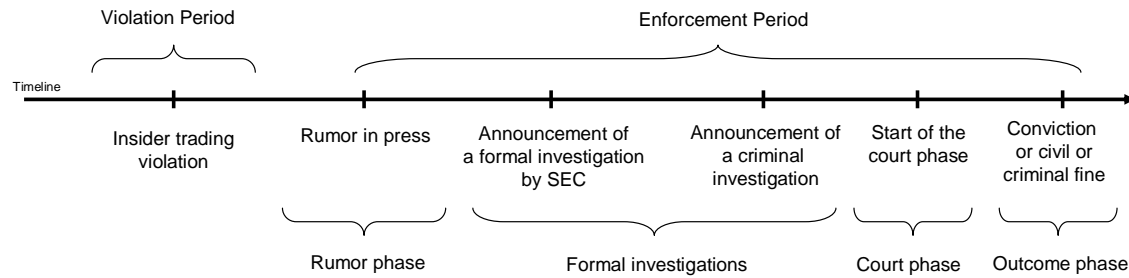 Violation Period
Enforcement Period
Timeline
Insider trading
violation
Rumor in press
Announcement of
a formal investigation
by SEC
Announcement of
a criminal
investigation
Start of the
court phase
Conviction
or civil or
criminal fine
Rumor phase
Formal investigations
Court phase
Outcome phase